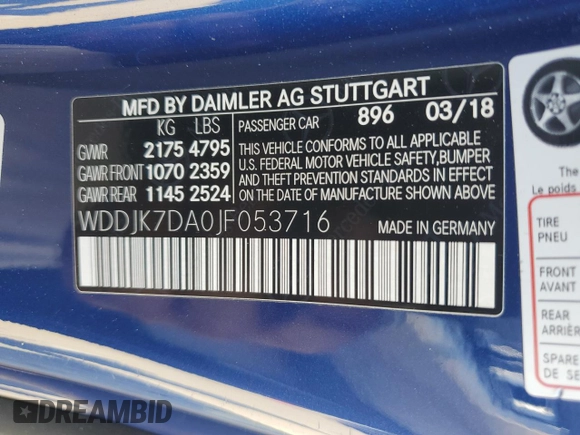 MFD BY DAIMLER AG STUTTGART
KG LBS PASSENGER CAR 896 03/18
GVWR 2175 4795
GAWR FRONT 1070 2359
GAWR REAR 1145 2524
THIS VEHICLE CONFORMS TO ALL APPLICABLE
U.S. FEDERAL MOTOR VEHICLE SAFETY,BUMPER
AND THEFT PREVENTION STANDARDS IN EFFECT
ON THE DATE OF MANUFACTURE SHOWN ABOVE.
WDDJK7DA0JF053716 MADE IN GERMANY
The
Le poids
TIRE
PNEU
FRONT
AVANT
REAR
ARRIÈR
SPARE
DE SE
DREAMBID